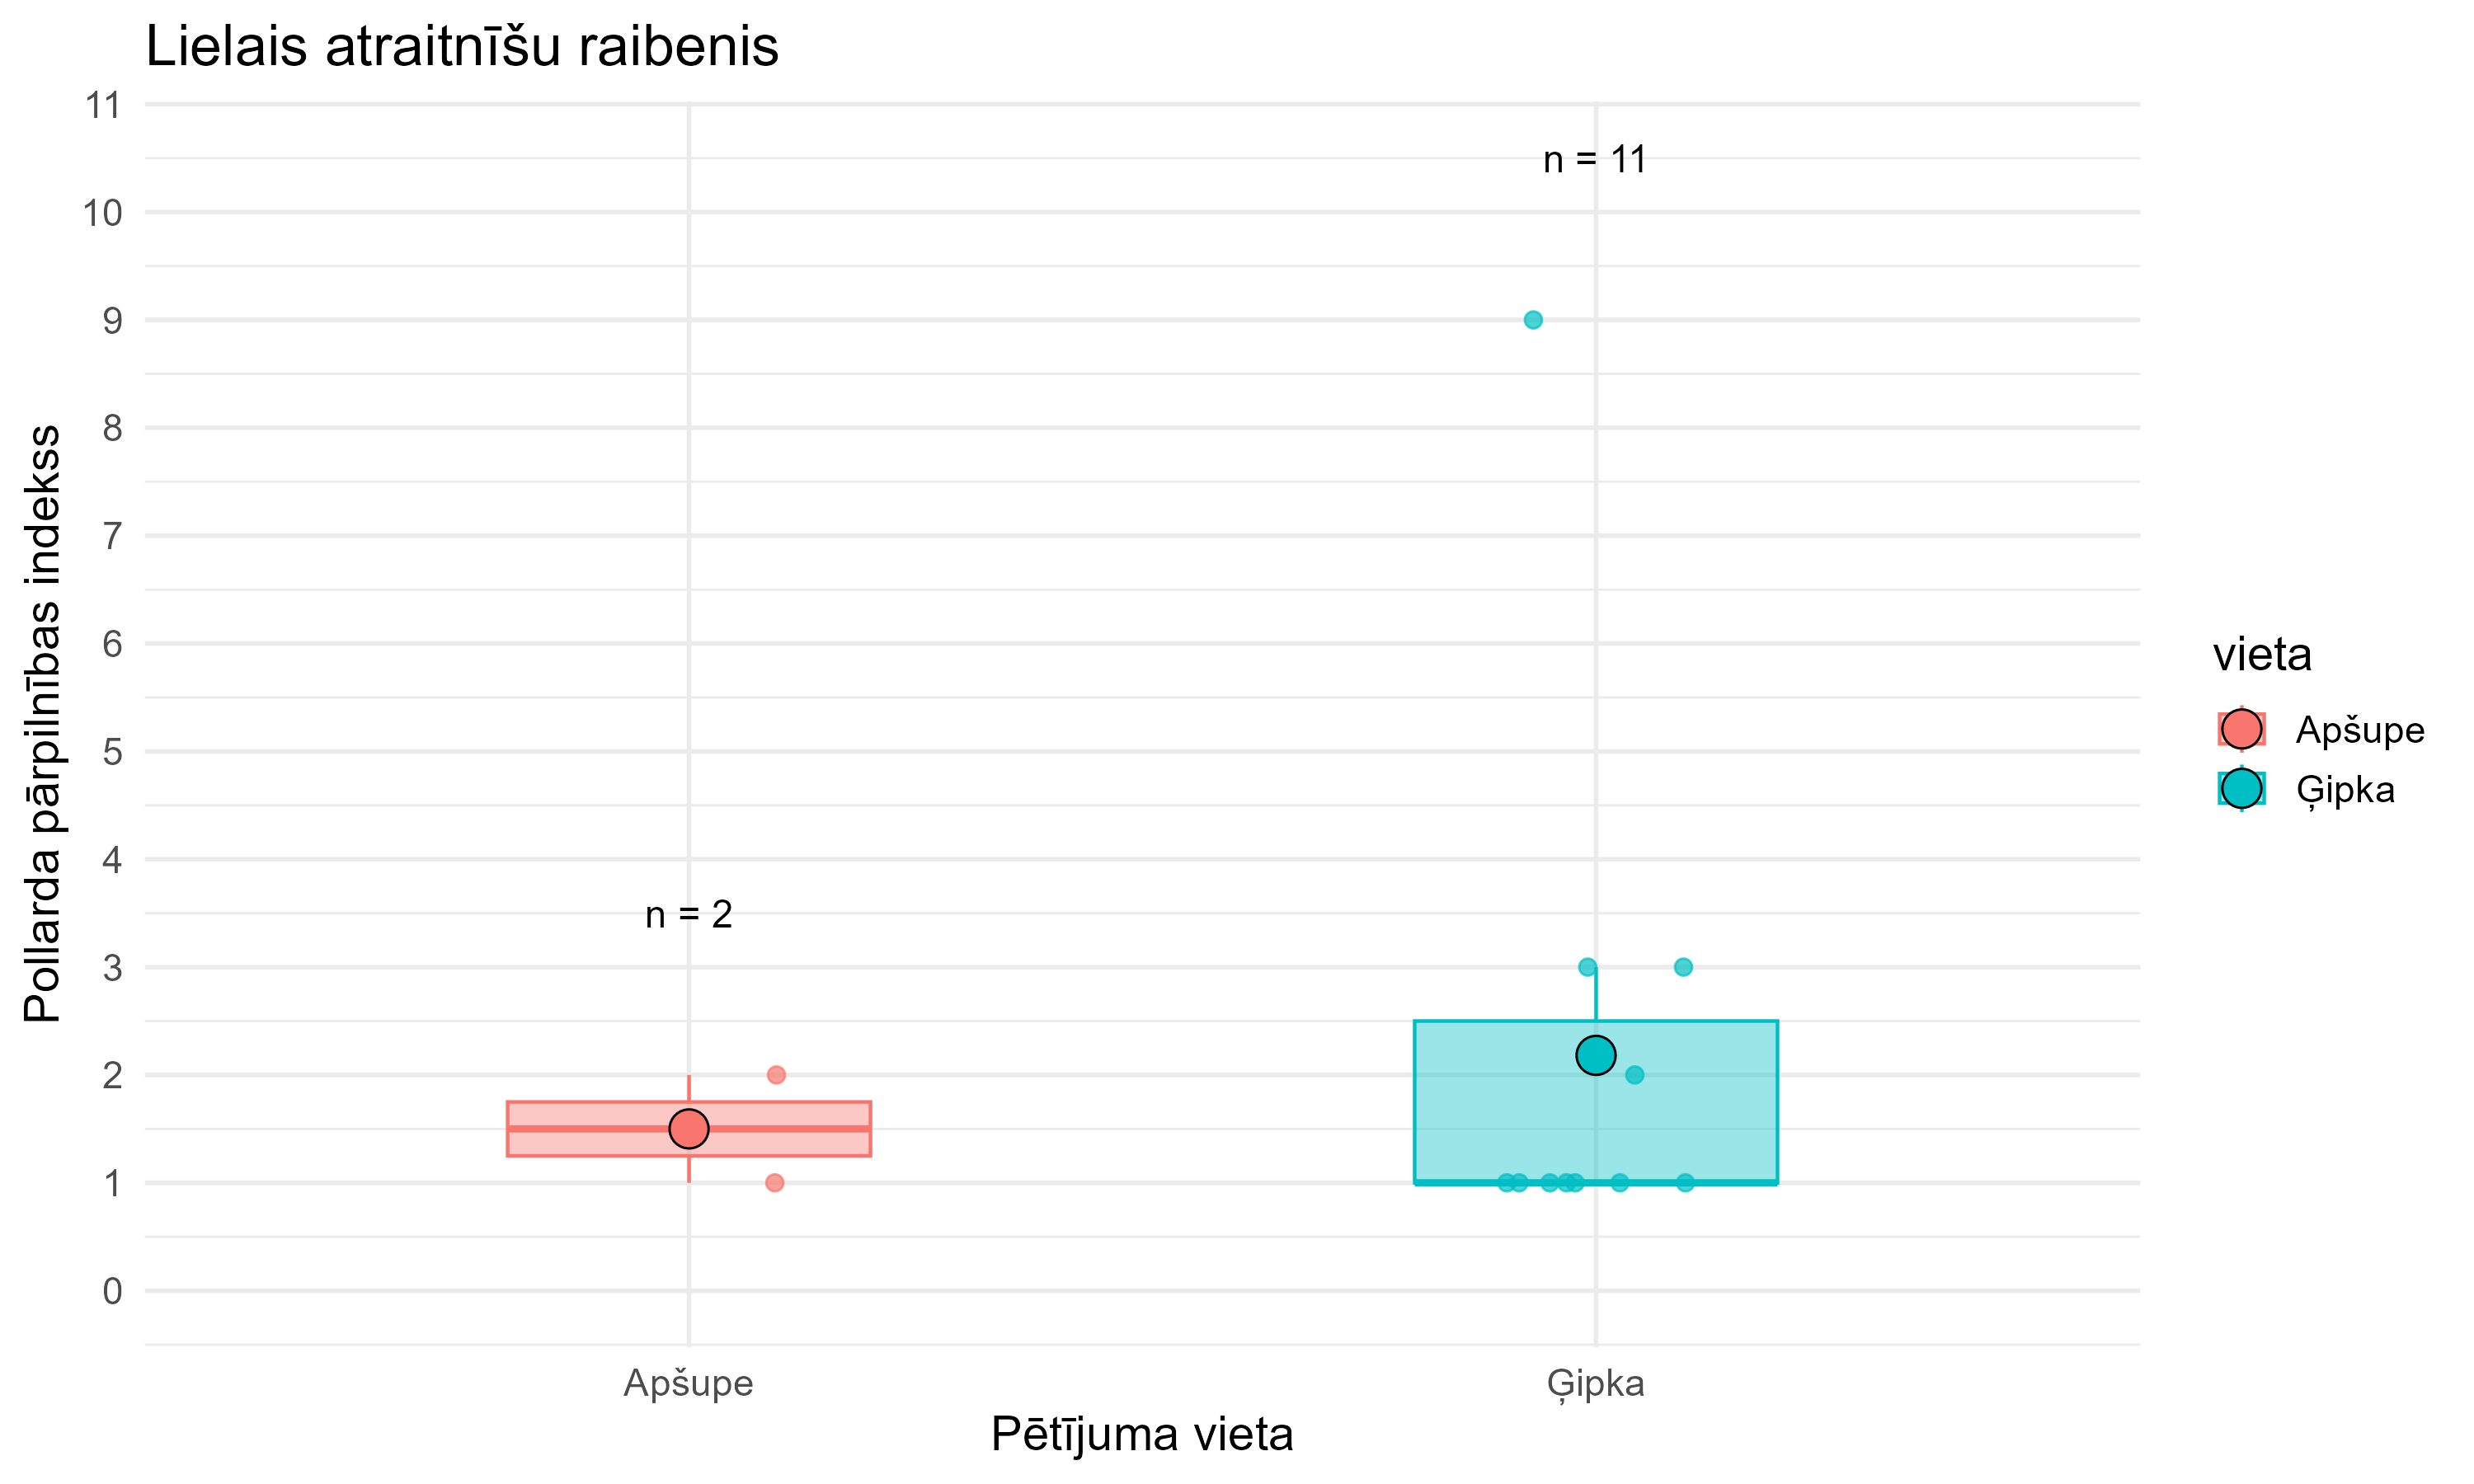 Lielais atraitnīšu raibenis
Pollarda pārpilnības indekss
11
10
9
8
7
6
5
4
3
2
1
0
n = 2
n = 11
Apšupe
Ģipka
Pētījuma vieta
vieta
Apšupe
Ģipka